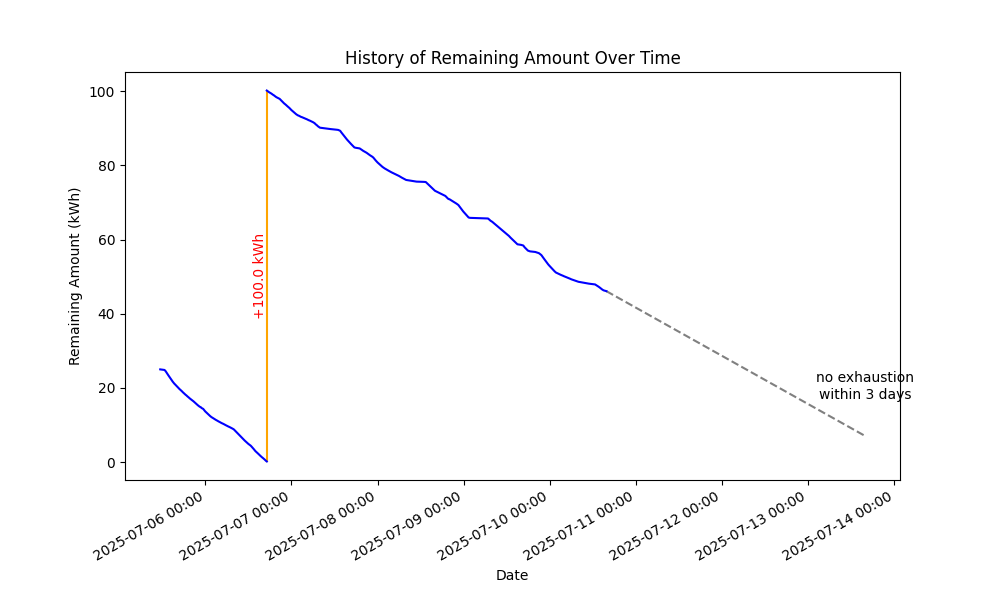 History of Remaining Amount Over Time
Remaining Amount (kWh)
100
80
60
40
20
0
+100.0 kWh
no exhaustion
within 3 days
2025-07-06 00:00
2025-07-07 00:00
2025-07-08 00:00
2025-07-09 00:00
2025-07-10 00:00
2025-07-11 00:00
2025-07-12 00:00
2025-07-13 00:00
2025-07-14 00:00
Date